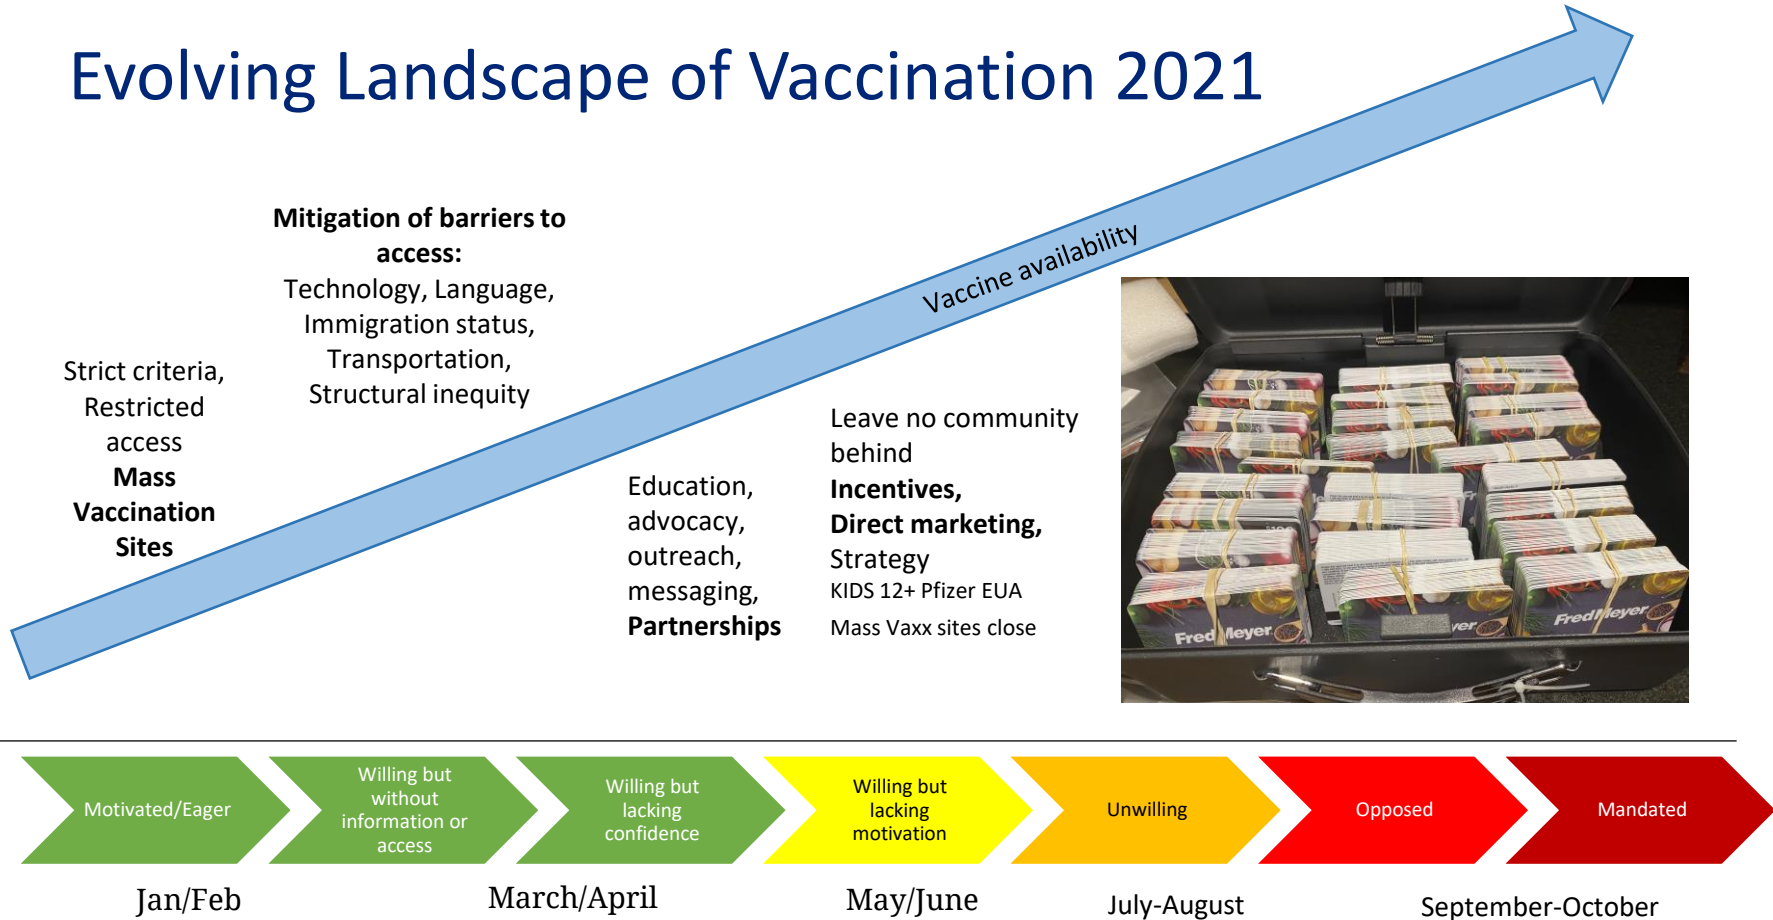 Evolving Landscape of Vaccination 2021
Mitigation of barriers to
access:
Technology, Language,
Immigration status,
Transportation,
Structural inequity
Strict criteria,
Restricted
access
Mass
Vaccination
Sites
Vaccine availability
Education,
advocacy,
outreach,
messaging,
Partnerships
Leave no community
behind
Incentives,
Direct marketing,
Strategy
KIDS 12+ Pfizer EUA
Mass Vaxx sites close
Fred Meyer
Fred Meyer
Motivated/Eager
Willing but
without
information or
access
Willing but
lacking
confidence
Willing but
lacking
motivation
Unwilling
Opposed
Mandated
Jan/Feb
March/April
May/June
July-August
September-October